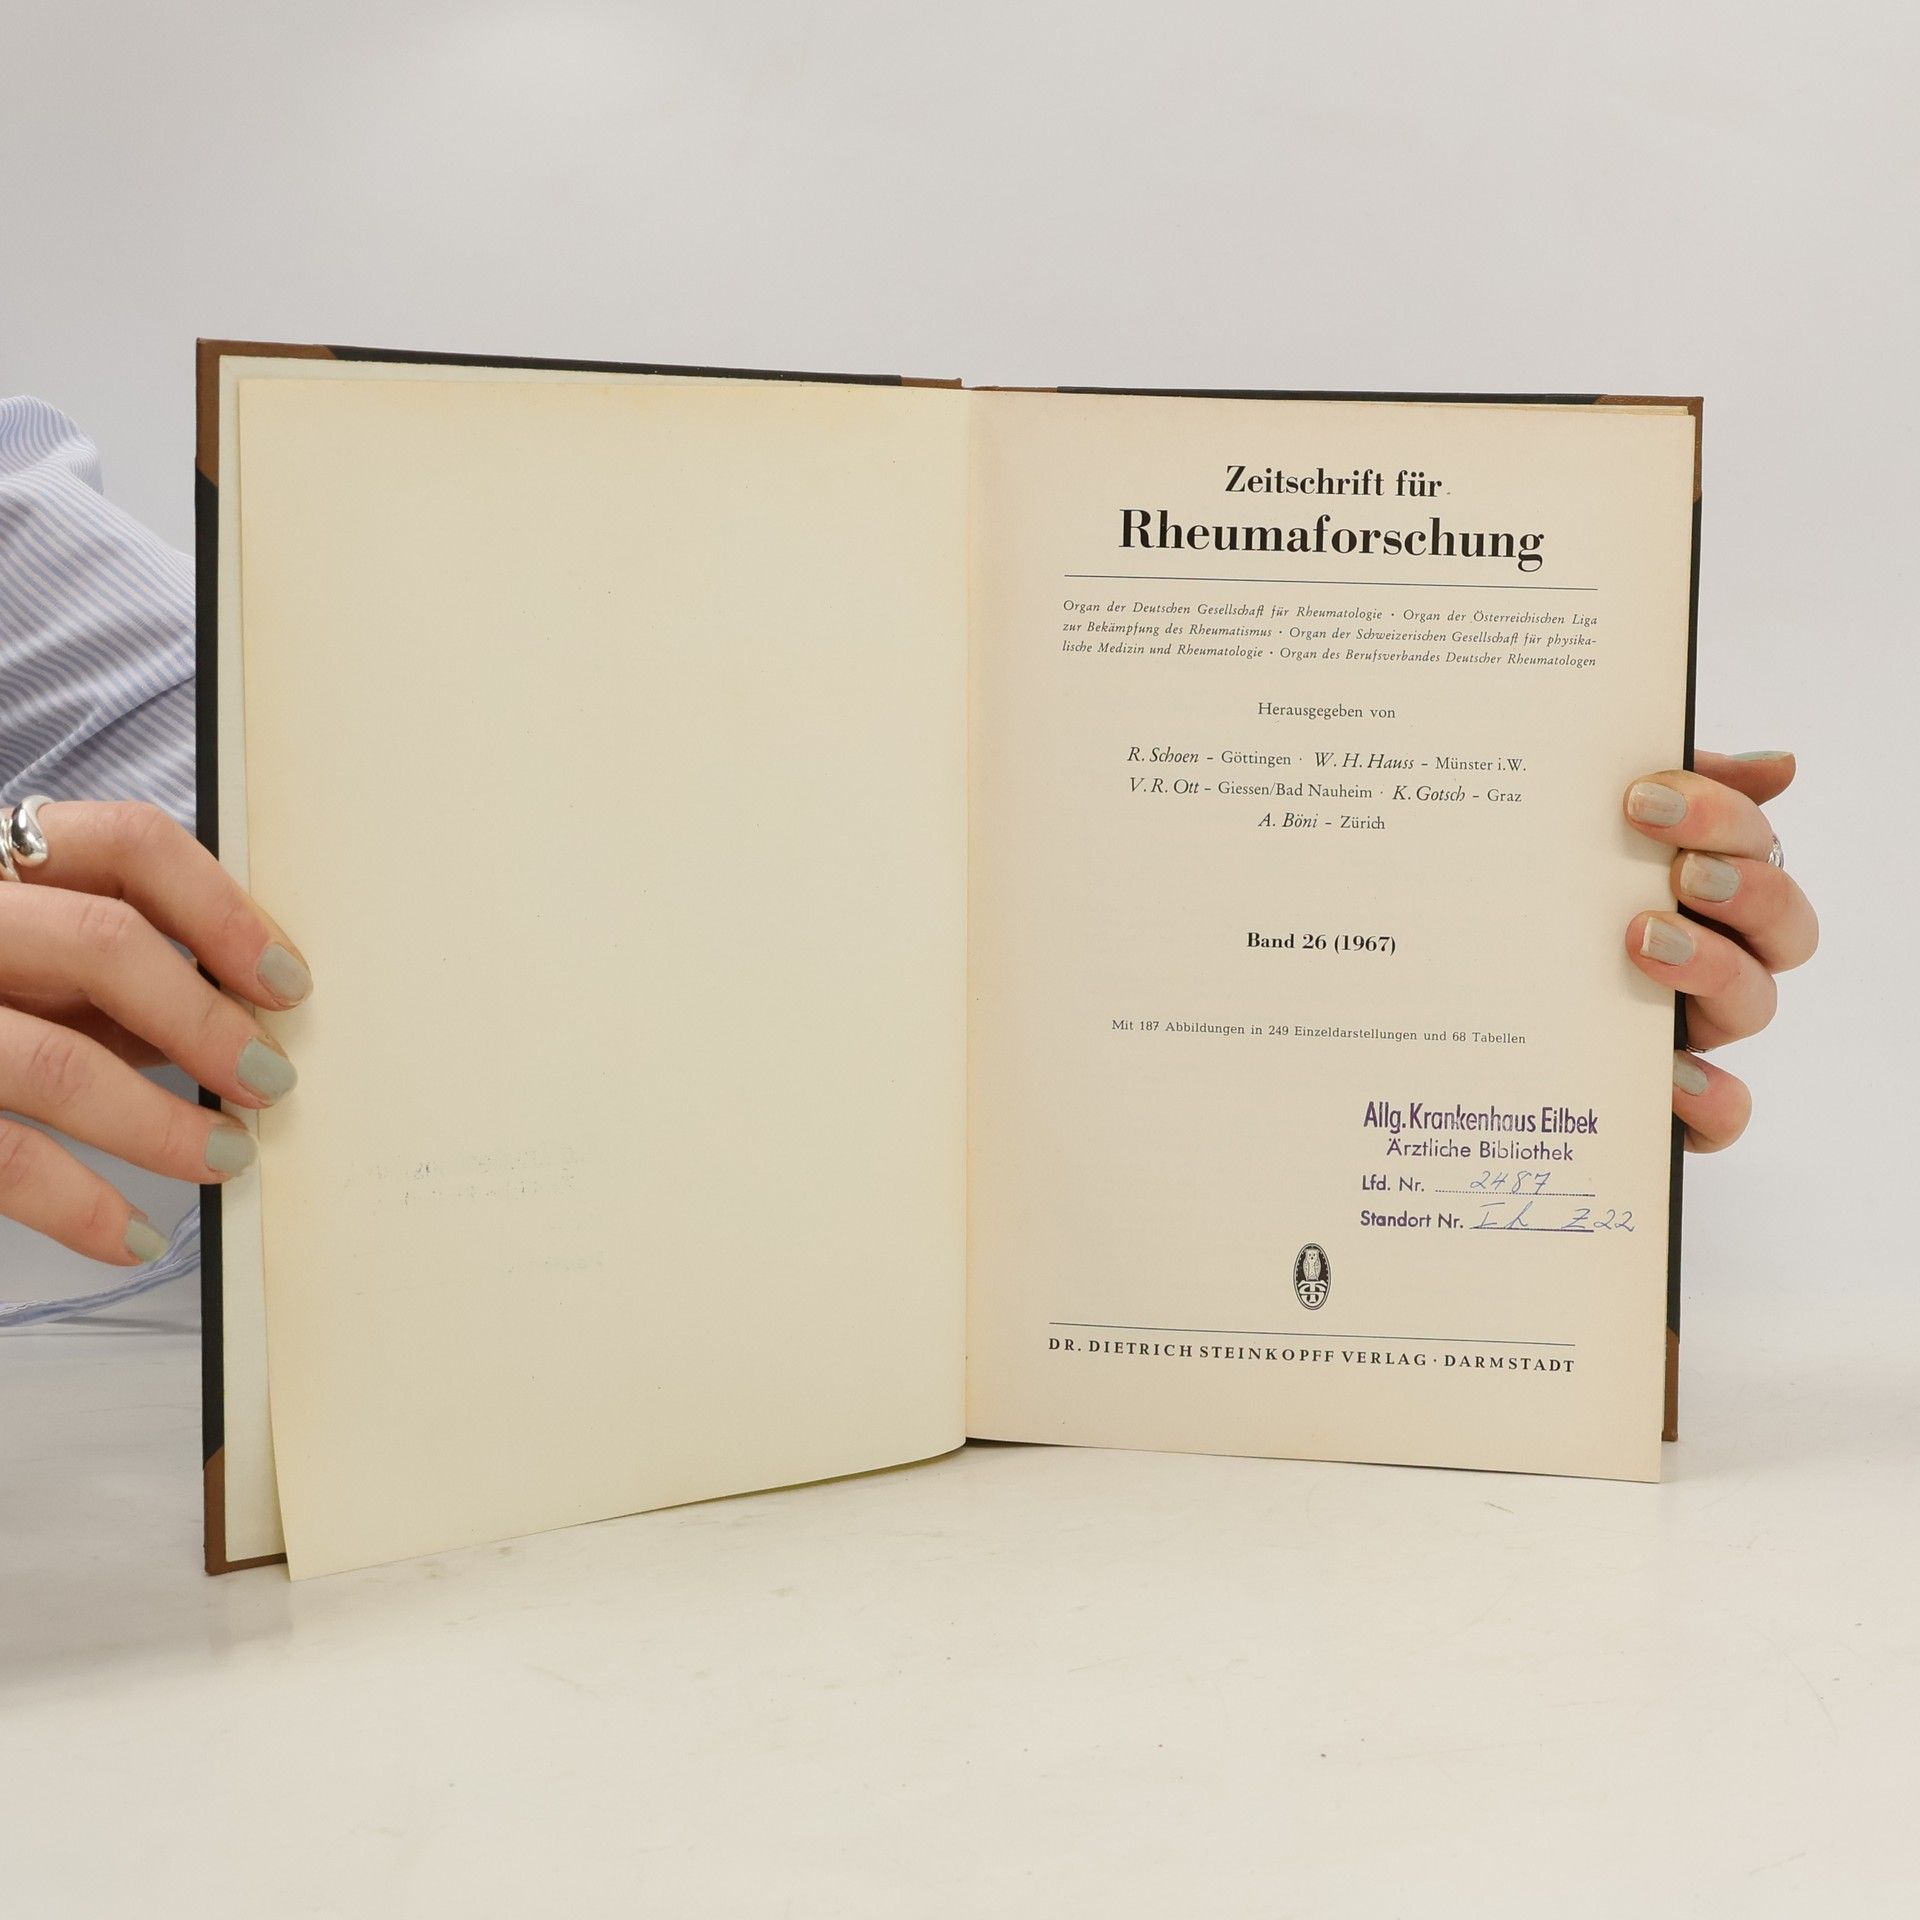 Zeitschrift für
Rheumaforschung
Organ der Deutschen Gesellschaft für Rheumatologie · Organ der Österreichischen Liga
zur Bekämpfung des Rheumatismus · Organ der Schweizerischen Gesellschaft für physika-
lische Medizin und Rheumatologie · Organ des Berufsverbandes Deutscher Rheumatologen
Herausgegeben von
R. Schoen – Göttingen · W. H. Hauss – Münster i.W.
V. R. Ott – Giessen/Bad Nauheim · K. Gotsch – Graz
A. Böni – Zürich
Band 26 (1967)
Mit 187 Abbildungen in 249 Einzeldarstellungen und 68 Tabellen
Allg. Krankenhaus Eilbek
Ärztliche Bibliothek
Lfd. Nr. 2487
Standort Nr. I h Z 22
DR. DIETRICH STEINKOPFF VERLAG · DARMSTADT